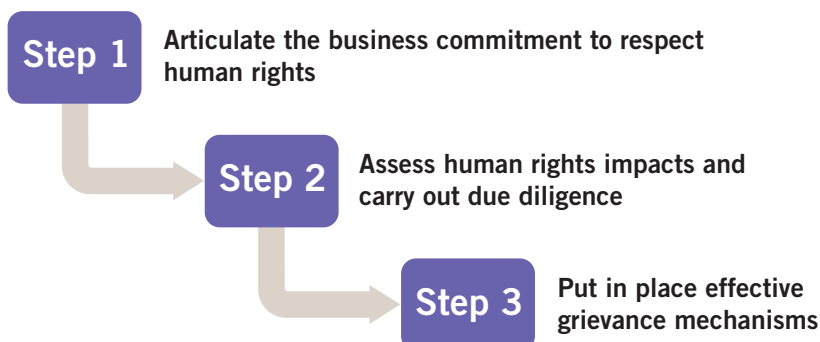 Step 1
Articulate the business commitment to respect
human rights
Step 2
Assess human rights impacts and
carry out due diligence
Step 3
Put in place effective
grievance mechanisms